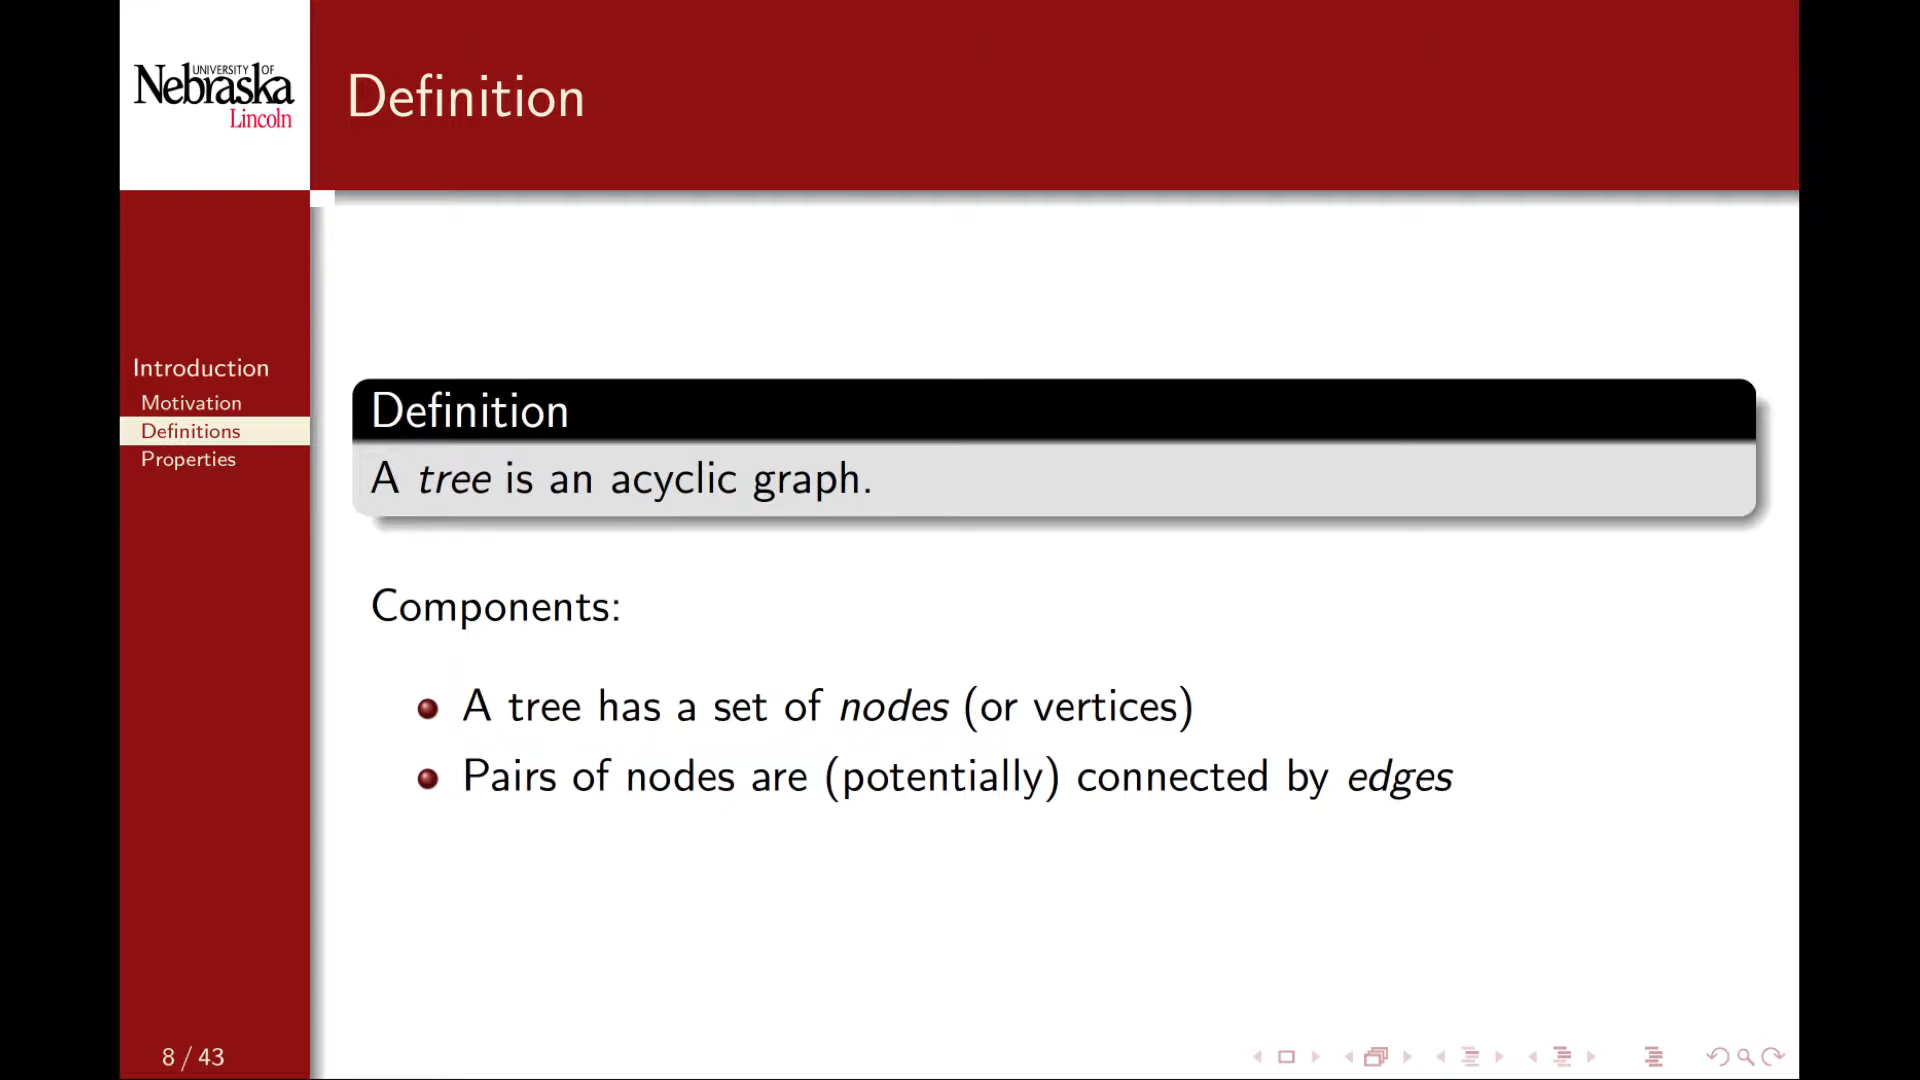 UNIVERSITY OF
Nebraska
Lincoln
Definition
Introduction
Motivation
Definitions
Properties
Definition
A tree is an acyclic graph.
Components:
A tree has a set of nodes (or vertices)
Pairs of nodes are (potentially) connected by edges
8 / 43